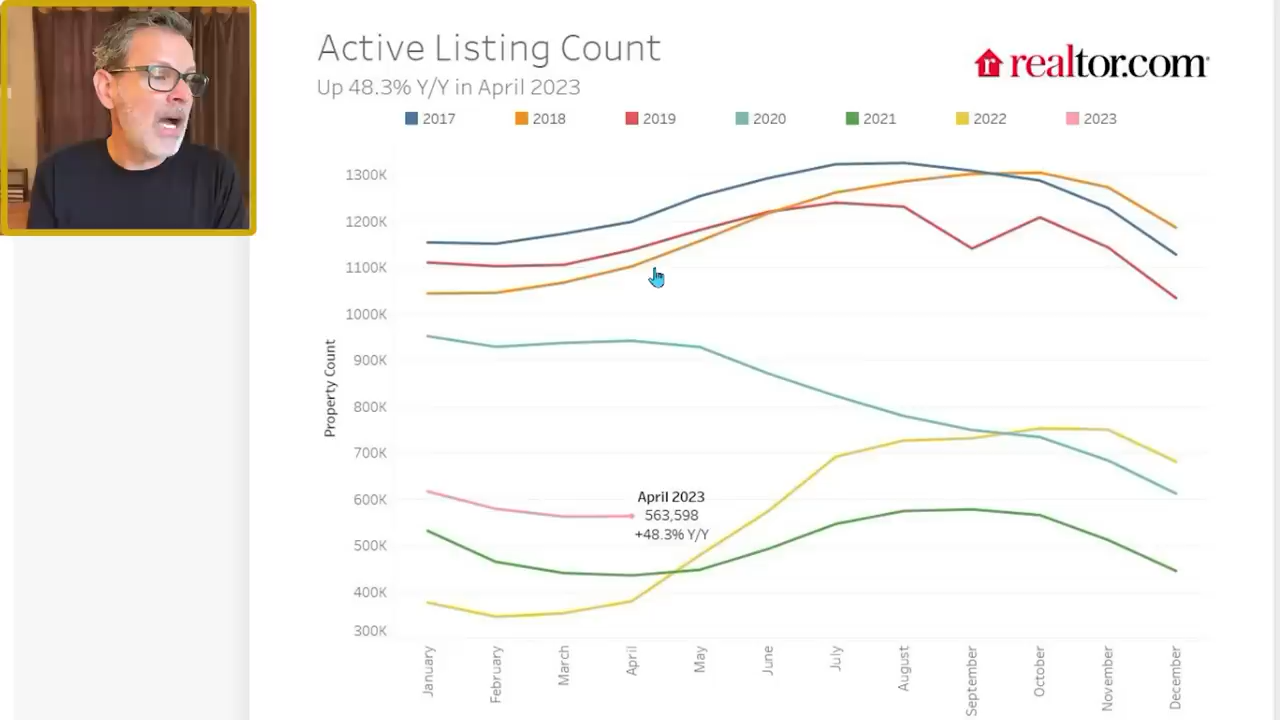 Active Listing Count
Up 48.3% Y/Y in April 2023
realtor.com
2017 2018 2019 2020 2021 2022 2023
Property Count
1300K
1200K
1100K
1000K
900K
800K
700K
600K
500K
400K
300K
April 2023
563,598
+48.3% Y/Y
January
February
March
April
May
June
July
August
September
October
November
December